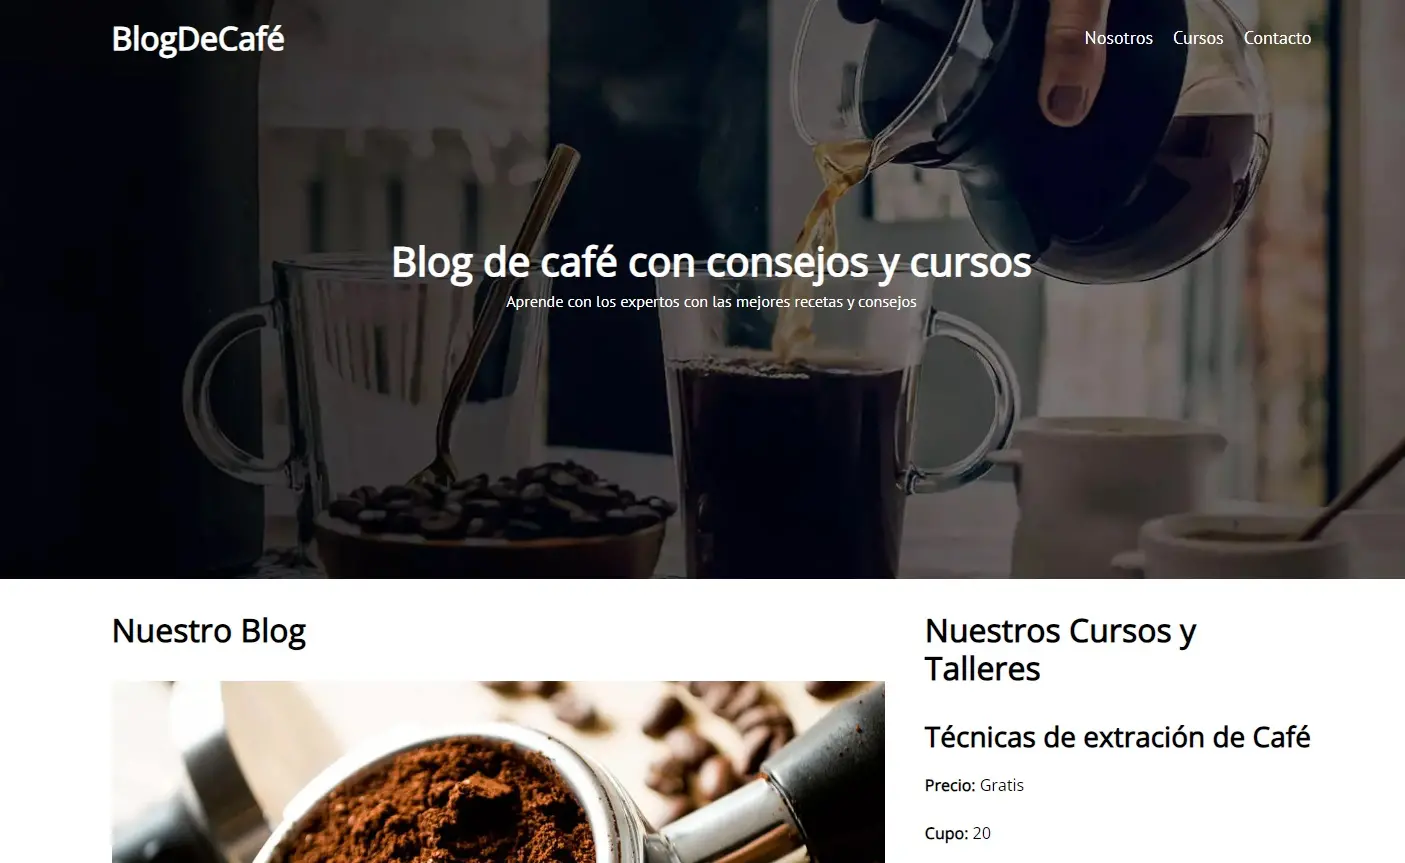 BlogDeCafé
Nosotros Cursos Contacto
Blog de café con consejos y cursos
Aprende con los expertos con las mejores recetas y consejos
Nuestro Blog
Nuestros Cursos y
Talleres
Técnicas de extración de Café
Precio: Gratis
Cupo: 20